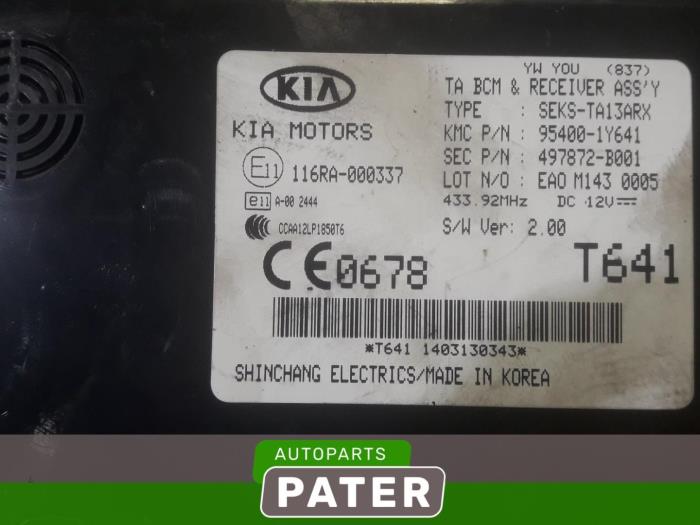 YW YOU (837)
KIA
TA BCM & RECEIVER ASS'Y
TYPE : SEKS-TA13ARX
KIA MOTORS
KMC P/N : 95400-1Y641
SEC P/N : 497872-B001
E11 116RA-000337
LOT N/O : EAO M143 0005
e11 A-00 2444
433.92MHz DC 12V
CCAA12LP1850T6
S/W Ver: 2.00
CE0678
T641
*T641 1403130343*
SHINCHANG ELECTRICS/MADE IN KOREA
AUTOPARTS
PATER